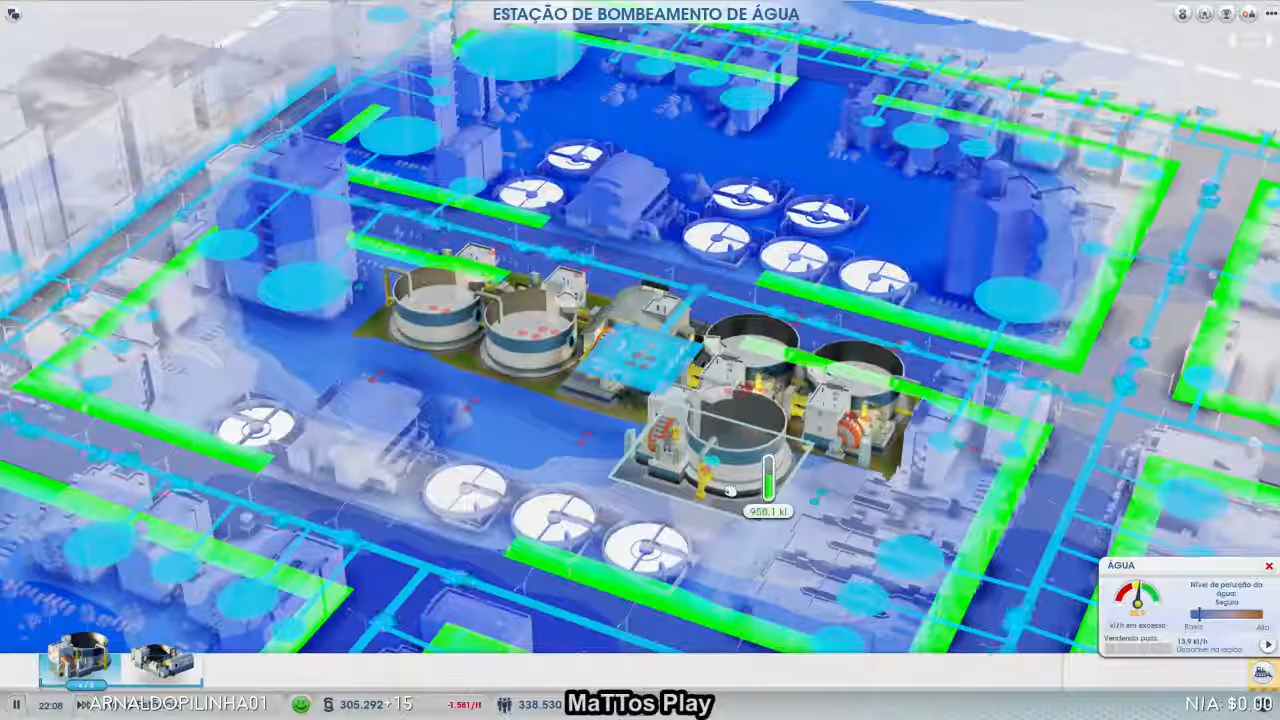 ESTAÇÃO DE BOMBEAMENTO DE ÁGUA
958.1 kl
ÁGUA
Nível de poluição da água:
Segura
kl/h em excesso
Baixo
Alto
Vendendo para:
13,9 kl/h
Disponível na região
22:08
ARNALDOPILINHA01
305.292+15
-1.581/H
338.530
MaTTos Play
N/A: $0.00